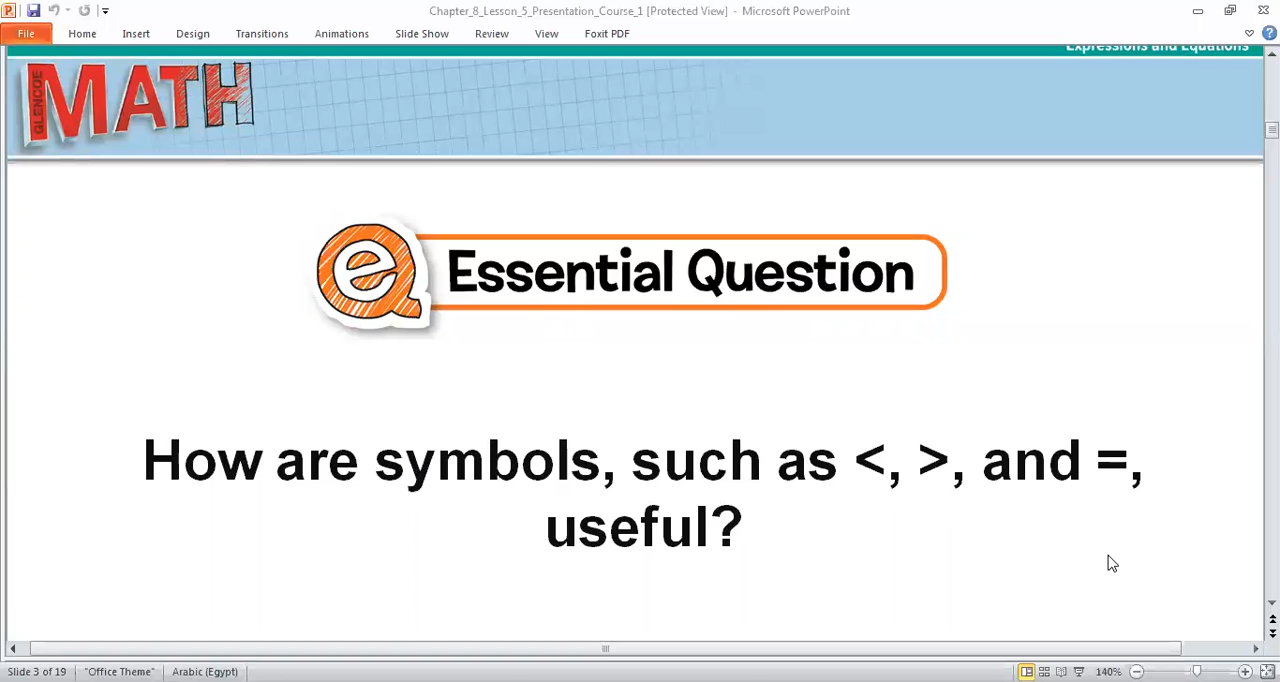 Chapter_8_Lesson_5_Presentation_Course_1 [Protected View] - Microsoft PowerPoint
File Home Insert Design Transitions Animations Slide Show Review View Foxit PDF
Expressions and Equations
GLENCOE MATH
eQ Essential Question
How are symbols, such as <, >, and =,
useful?
Slide 3 of 19 "Office Theme" Arabic (Egypt) 140%